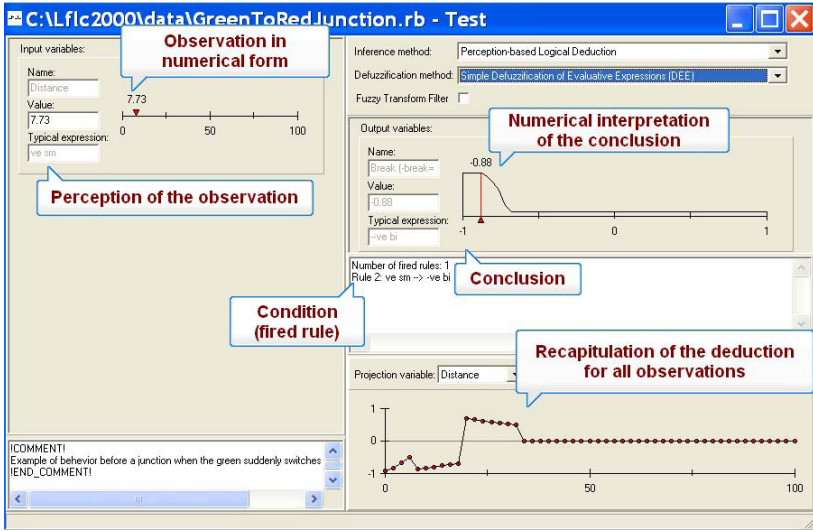 C:\Lflc2000\data\GreenToRedJunction.rb - Test
Input variables:
Observation in
numerical form
Name:
Distance
Value:
7.73
Typical expression:
ve sm
7.73
0 50 100
Perception of the observation
Inference method: Perception-based Logical Deduction
Defuzzification method: Simple Defuzzification of Evaluative Expressions (DEE)
Fuzzy Transform Filter
Output variables:
Numerical interpretation
of the conclusion
Name:
Break (-break=
Value:
-0.88
Typical expression:
--ve bi
-0.88
-1 0 1
Number of fired rules: 1
Rule 2: ve sm --> -ve bi
Conclusion
Condition
(fired rule)
Recapitulation of the deduction
for all observations
Projection variable: Distance
1
0
-1
0 50 100
!COMMENT!
Example of behevior before a junction when the green suddenly switches
!END_COMMENT!